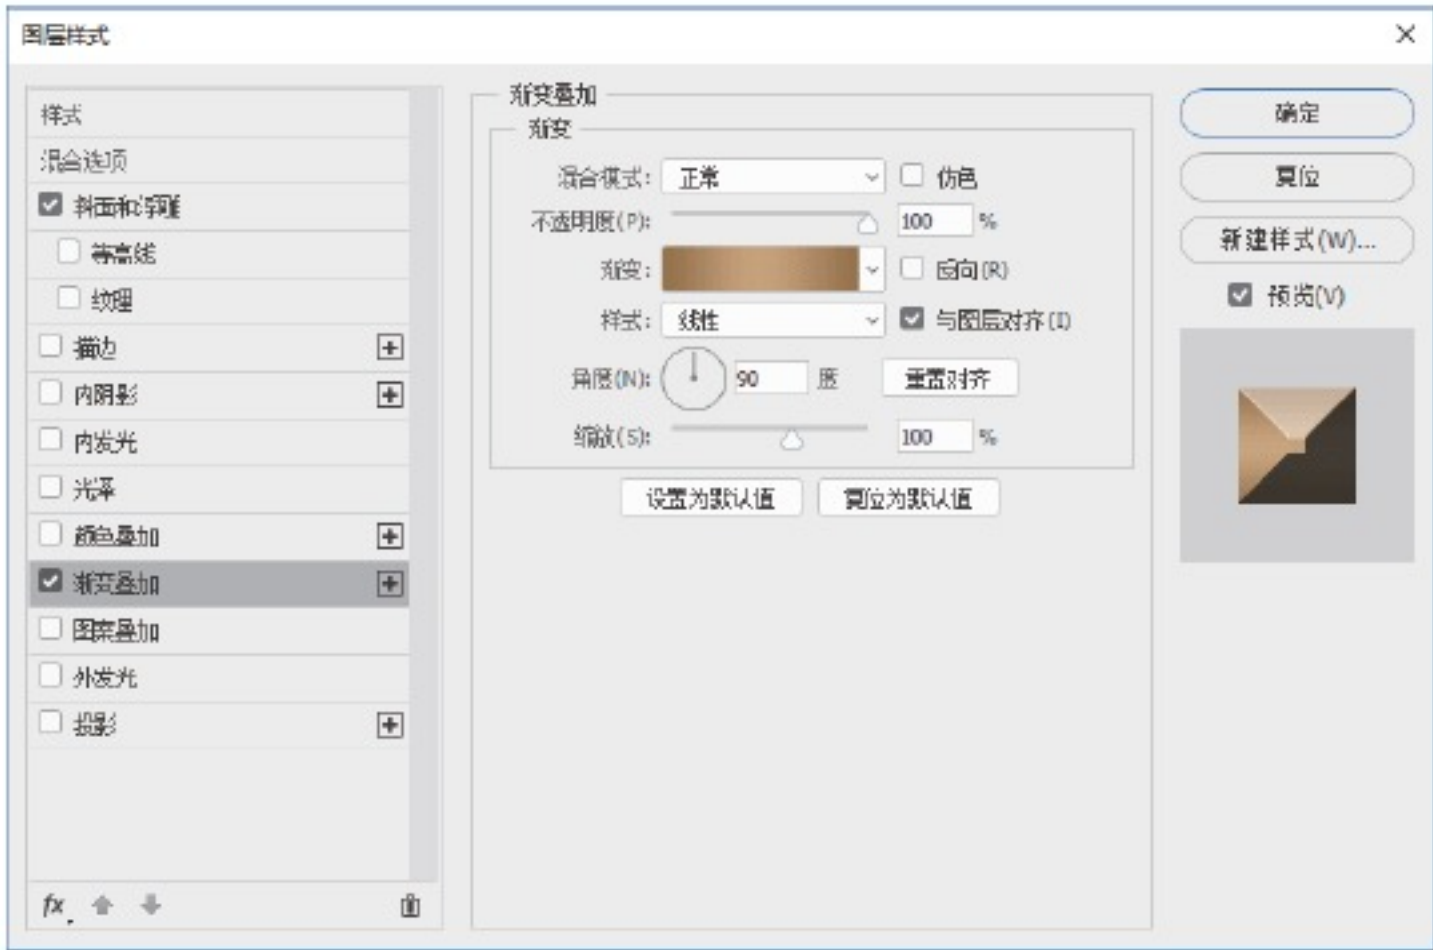 图层样式
样式
混合选项
斜面和浮雕
等高线
纹理
描边
内阴影
内发光
光泽
颜色叠加
渐变叠加
图案叠加
外发光
投影
fx
渐变叠加
渐变
混合模式: 正常 仿色
不透明度(P): 100 %
渐变: 反向(R)
样式: 线性 与图层对齐(I)
角度(N): 90 度 重置对齐
缩放(S): 100 %
设置为默认值 复位为默认值
确定
复位
新建样式(W)...
预览(V)